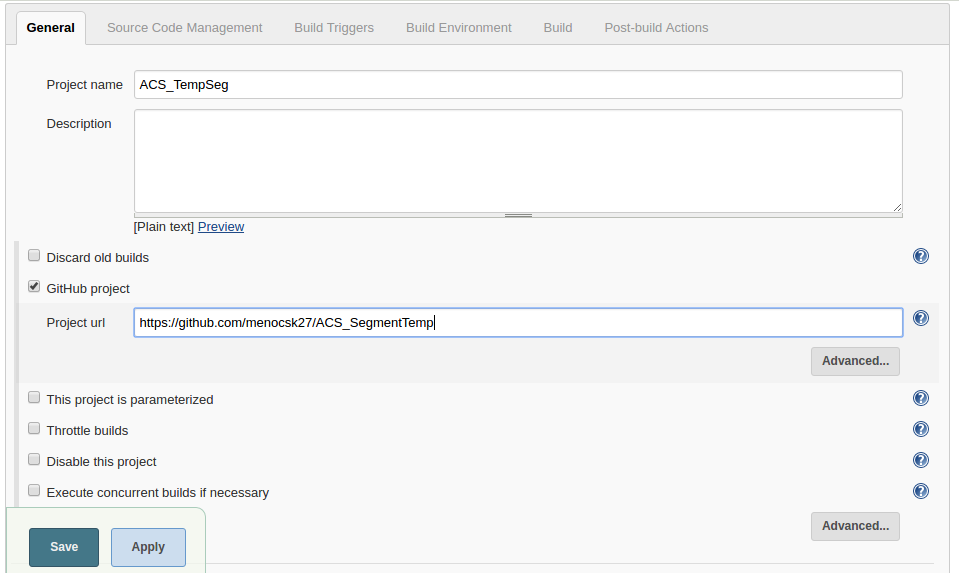 General Source Code Management Build Triggers Build Environment Build Post-build Actions
Project name ACS_TempSeg
Description
[Plain text] Preview
Discard old builds ?
GitHub project
Project url https://github.com/menocsk27/ACS_SegmentTemp ?
Advanced...
This project is parameterized ?
Throttle builds ?
Disable this project ?
Execute concurrent builds if necessary ?
Advanced...
Save Apply